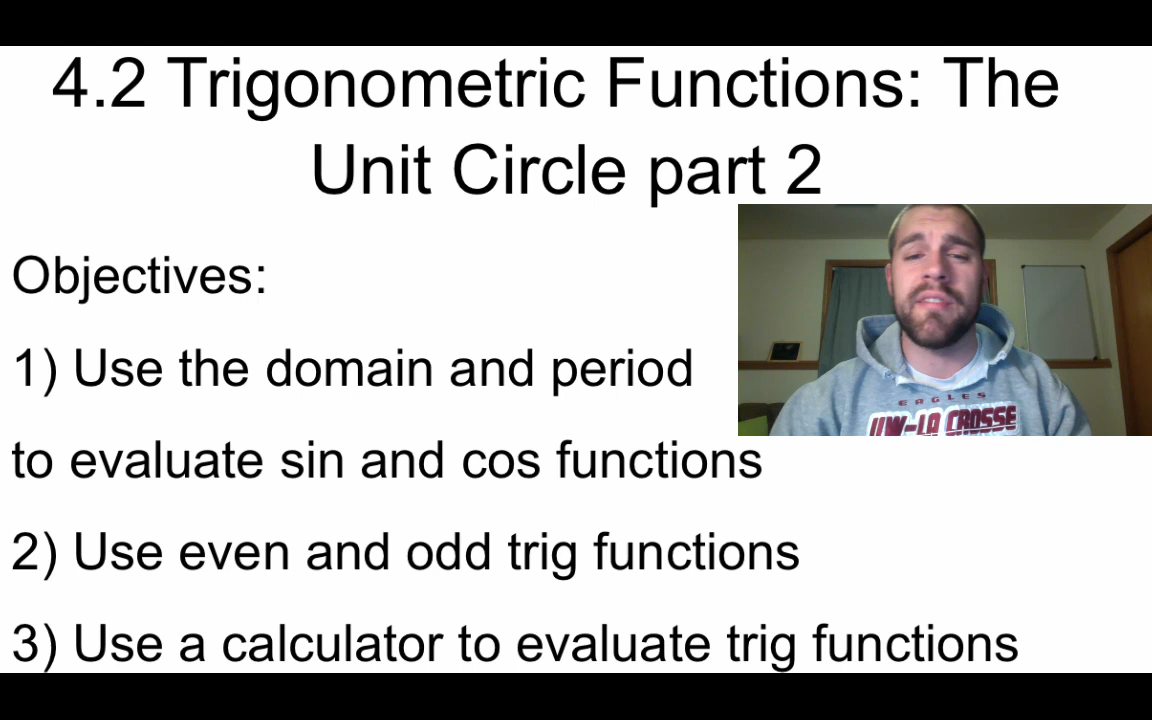 4.2 Trigonometric Functions: The
Unit Circle part 2
Objectives:
1) Use the domain and period
to evaluate sin and cos functions
2) Use even and odd trig functions
3) Use a calculator to evaluate trig functions
EAGLES
UW-LA CROSSE